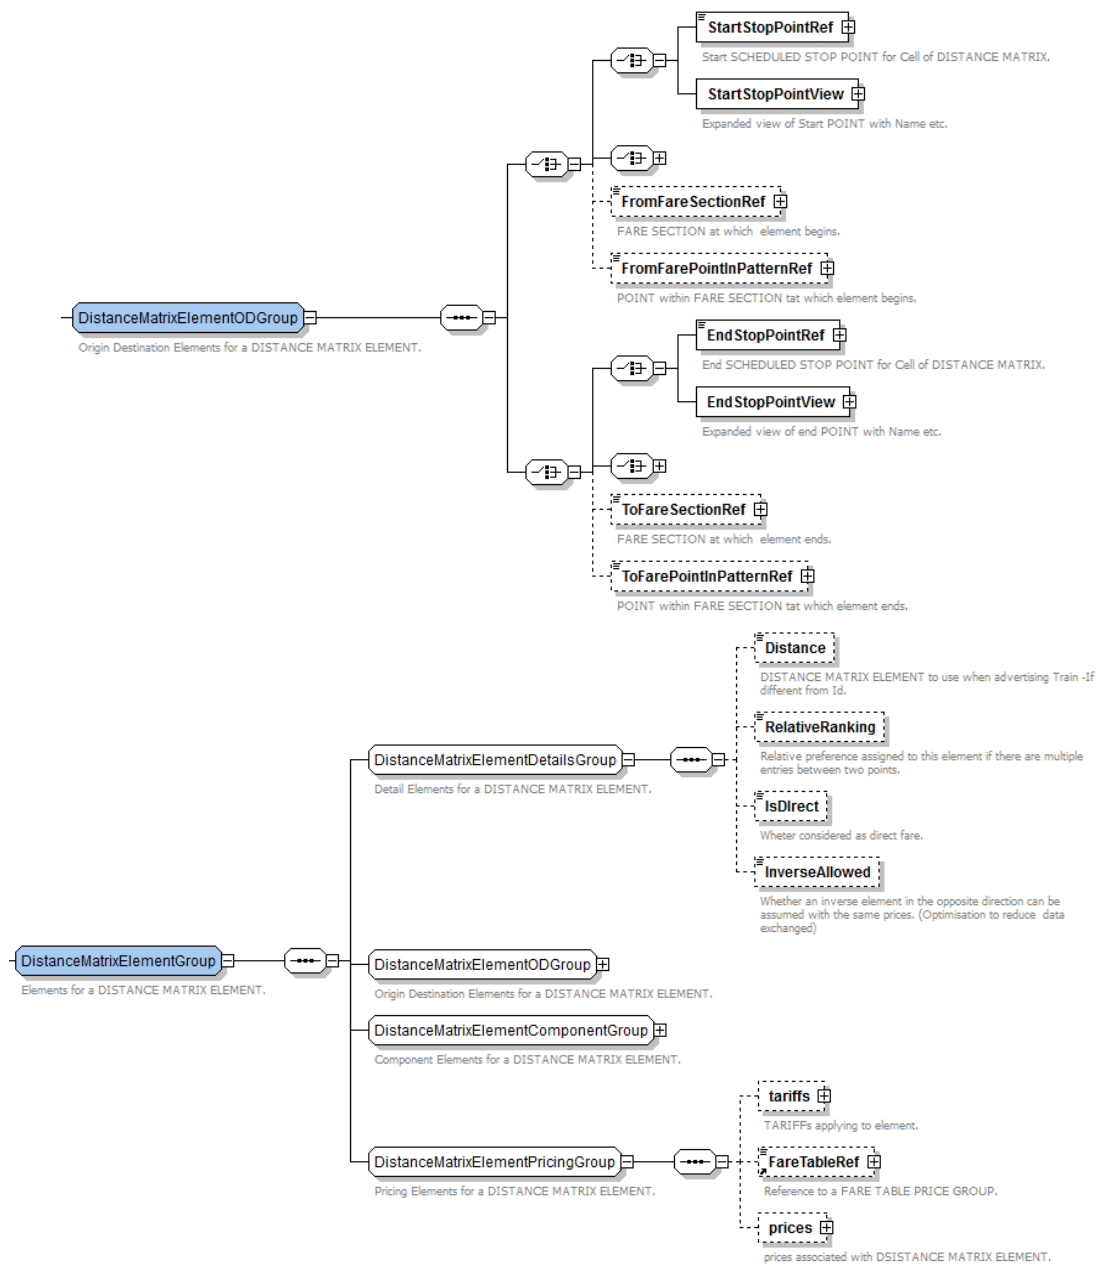 StartStopPointRef
Start SCHEDULED STOP POINT for Cell of DISTANCE MATRIX.
StartStopPointView
Expanded view of Start POINT with Name etc.
FromFareSectionRef
FARE SECTION at which element begins.
FromFarePointInPatternRef
POINT within FARE SECTION tat which element begins.
DistanceMatrixElementODGroup
Origin Destination Elements for a DISTANCE MATRIX ELEMENT.
EndStopPointRef
End SCHEDULED STOP POINT for Cell of DISTANCE MATRIX.
EndStopPointView
Expanded view of end POINT with Name etc.
ToFareSectionRef
FARE SECTION at which element ends.
ToFarePointInPatternRef
POINT within FARE SECTION tat which element ends.
Distance
DISTANCE MATRIX ELEMENT to use when advertising Train -If
different from Id.
RelativeRanking
Relative preference assigned to this element if there are multiple
entries between two points.
IsDIrect
Wheter considered as direct fare.
InverseAllowed
Whether an inverse element in the opposite direction can be
assumed with the same prices. (Optimisation to reduce data
exchanged)
DistanceMatrixElementDetailsGroup
Detail Elements for a DISTANCE MATRIX ELEMENT.
DistanceMatrixElementGroup
Elements for a DISTANCE MATRIX ELEMENT.
DistanceMatrixElementODGroup
Origin Destination Elements for a DISTANCE MATRIX ELEMENT.
DistanceMatrixElementComponentGroup
Component Elements for a DISTANCE MATRIX ELEMENT.
DistanceMatrixElementPricingGroup
Pricing Elements for a DISTANCE MATRIX ELEMENT.
tariffs
TARIFFs applying to element.
FareTableRef
Reference to a FARE TABLE PRICE GROUP.
prices
prices associated with DSISTANCE MATRIX ELEMENT.